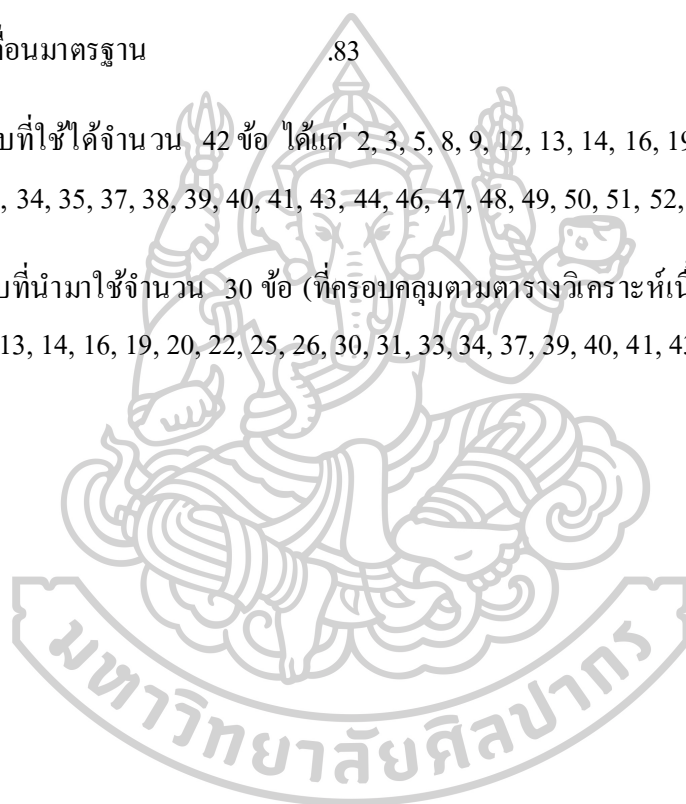 ื่อนมาตรฐาน .83
บที่ใช้ได้จำนวน 42 ข้อ ได้แก่ 2, 3, 5, 8, 9, 12, 13, 14, 16, 19
, 34, 35, 37, 38, 39, 40, 41, 43, 44, 46, 47, 48, 49, 50, 51, 52,
บที่นำมาใช้จำนวน 30 ข้อ (ที่ครอบคลุมตามตารางวิเคราะห์เนื
13, 14, 16, 19, 20, 22, 25, 26, 30, 31, 33, 34, 37, 39, 40, 41, 43
มหาวิทยาลัยศิลปากร